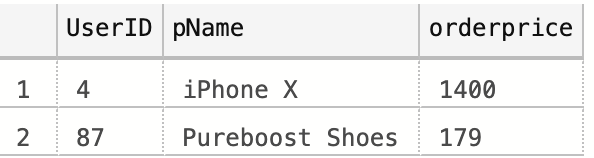 UserID pName orderprice
1 4 iPhone X 1400
2 87 Pureboost Shoes 179